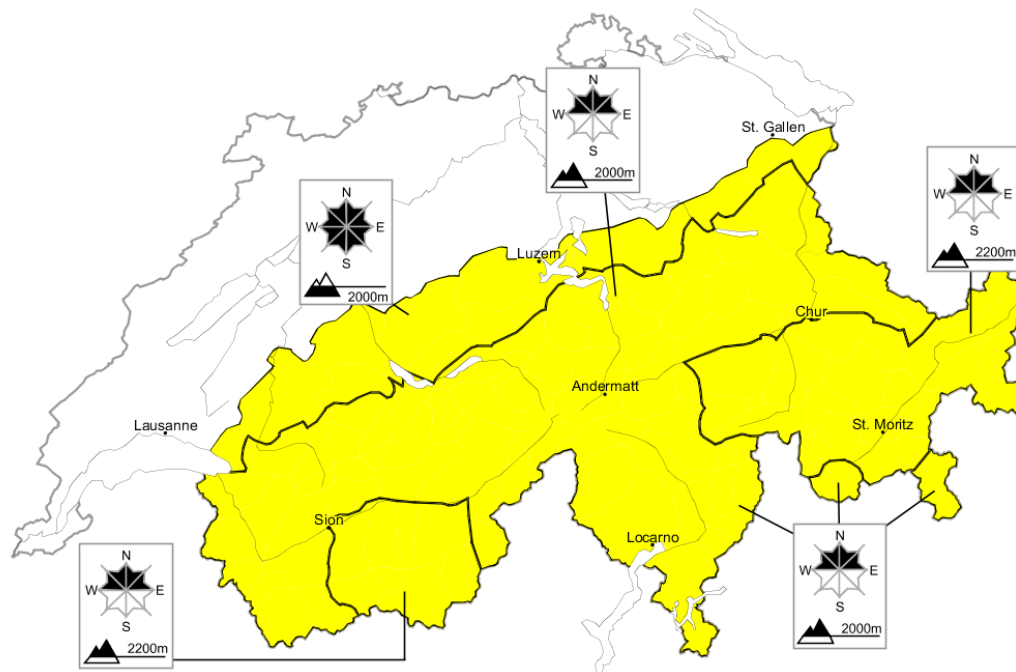 N
W E
S
2000m
St. Gallen
N
W E
S
2200m
N
W E
S
2000m
Luzern
Chur
Andermatt
Lausanne
St. Moritz
Sion
Locarno
N
W E
S
2000m
N
W E
S
2200m